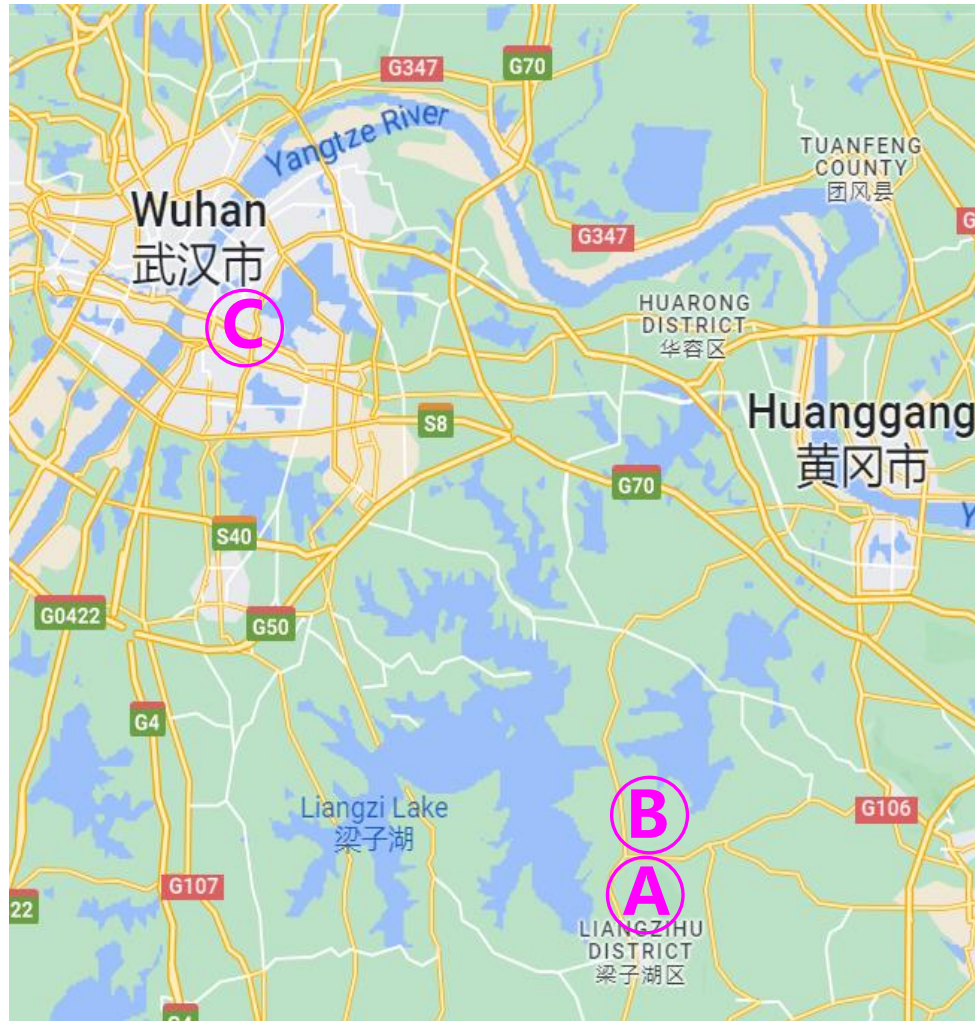 G347
G70
Yangtze River
TUANFENG
COUNTY
团风县
Wuhan
武汉市
G347
G
HUARONG
DISTRICT
华容区
C
Huanggang
黄冈市
S8
G70
Y
S40
G0422
G50
G4
Liangzi Lake
梁子湖
B
G106
G107
A
22
LIANGZIHU
DISTRICT
梁子湖区